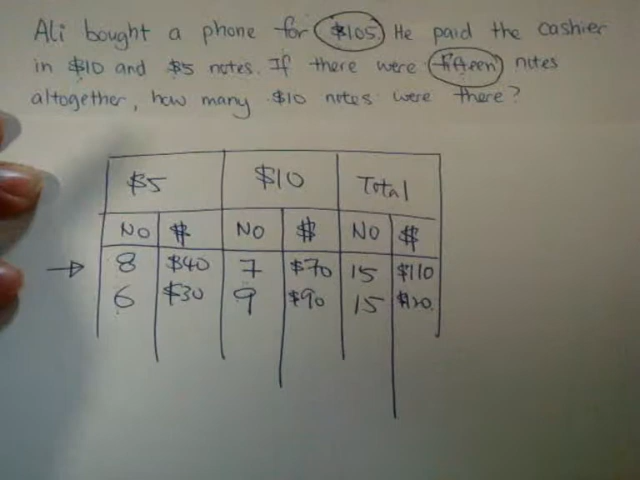 Ali bought a phone for $105. He paid the cashier
in $10 and $5 notes. If there were fifteen notes
altogether, how many $10 notes were there?
$5 $10 Total
NO $ NO $ NO $
8 $40 7 $70 15 $110
6 $30 9 $90 15 $120